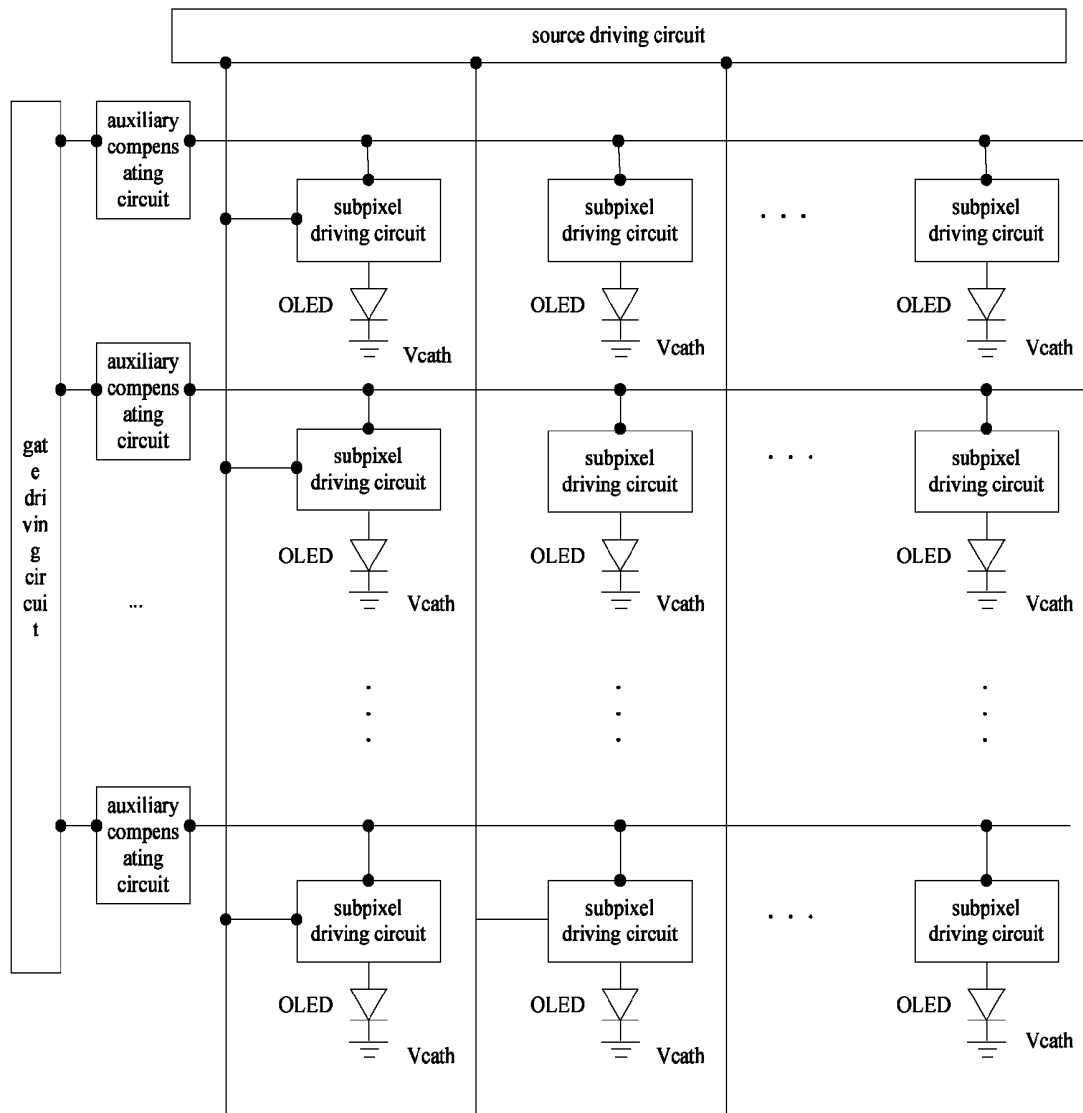 source driving circuit
auxiliary
compens
ating
circuit
subpixel
driving circuit
subpixel
driving circuit
. . .
subpixel
driving circuit
OLED
OLED
OLED
Vcath
Vcath
Vcath
auxiliary
compens
ating
circuit
subpixel
driving circuit
subpixel
driving circuit
. . .
subpixel
driving circuit
gat
e dri
vin
g cir
cui
t
OLED
OLED
OLED
Vcath
Vcath
Vcath
...
auxiliary
compens
ating
circuit
subpixel
driving circuit
subpixel
driving circuit
. . .
subpixel
driving circuit
OLED
OLED
OLED
Vcath
Vcath
Vcath